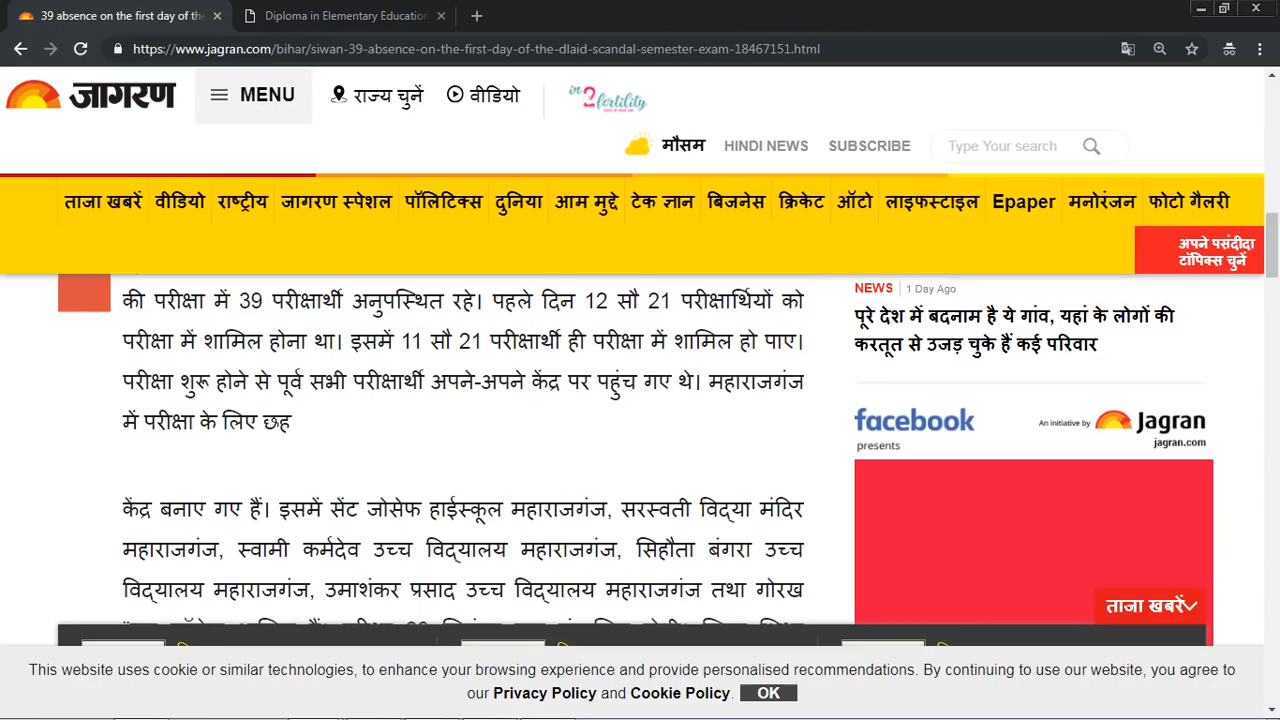 39 absence on the first day of the
Diploma in Elementary Education
https://www.jagran.com/bihar/siwan-39-absence-on-the-first-day-of-the-dlaid-scandal-semester-exam-18467151.html
जागरण
MENU
राज्य चुनें
वीडियो
in 2 fertility
मौसम
HINDI NEWS
SUBSCRIBE
Type Your search
ताजा खबरें
वीडियो
राष्ट्रीय
जागरण स्पेशल
पॉलिटिक्स
दुनिया
आम मुद्दे
टेक ज्ञान
बिजनेस
क्रिकेट
ऑटो
लाइफस्टाइल
Epaper
मनोरंजन
फोटो गैलरी
अपने पसंदीदा
टॉपिक्स चुनें
की परीक्षा में 39 परीक्षार्थी अनुपस्थित रहे। पहले दिन 12 सौ 21 परीक्षार्थियों को
परीक्षा में शामिल होना था। इसमें 11 सौ 21 परीक्षार्थी ही परीक्षा में शामिल हो पाए।
परीक्षा शुरू होने से पूर्व सभी परीक्षार्थी अपने-अपने केंद्र पर पहुंच गए थे। महाराजगंज
में परीक्षा के लिए छह
केंद्र बनाए गए हैं। इसमें सेंट जोसेफ हाईस्कूल महाराजगंज, सरस्वती विद्या मंदिर
महाराजगंज, स्वामी कर्मदेव उच्च विद्यालय महाराजगंज, सिहौता बंगरा उच्च
विद्यालय महाराजगंज, उमाशंकर प्रसाद उच्च विद्यालय महाराजगंज तथा गोरख
NEWS
1 Day Ago
पूरे देश में बदनाम है ये गांव, यहां के लोगों की
करतूत से उजड़ चुके हैं कई परिवार
facebook
presents
An initiative by
Jagran
jagran.com
ताजा खबरें
This website uses cookie or similar technologies, to enhance your browsing experience and provide personalised recommendations. By continuing to use our website, you agree to
our Privacy Policy and Cookie Policy. OK